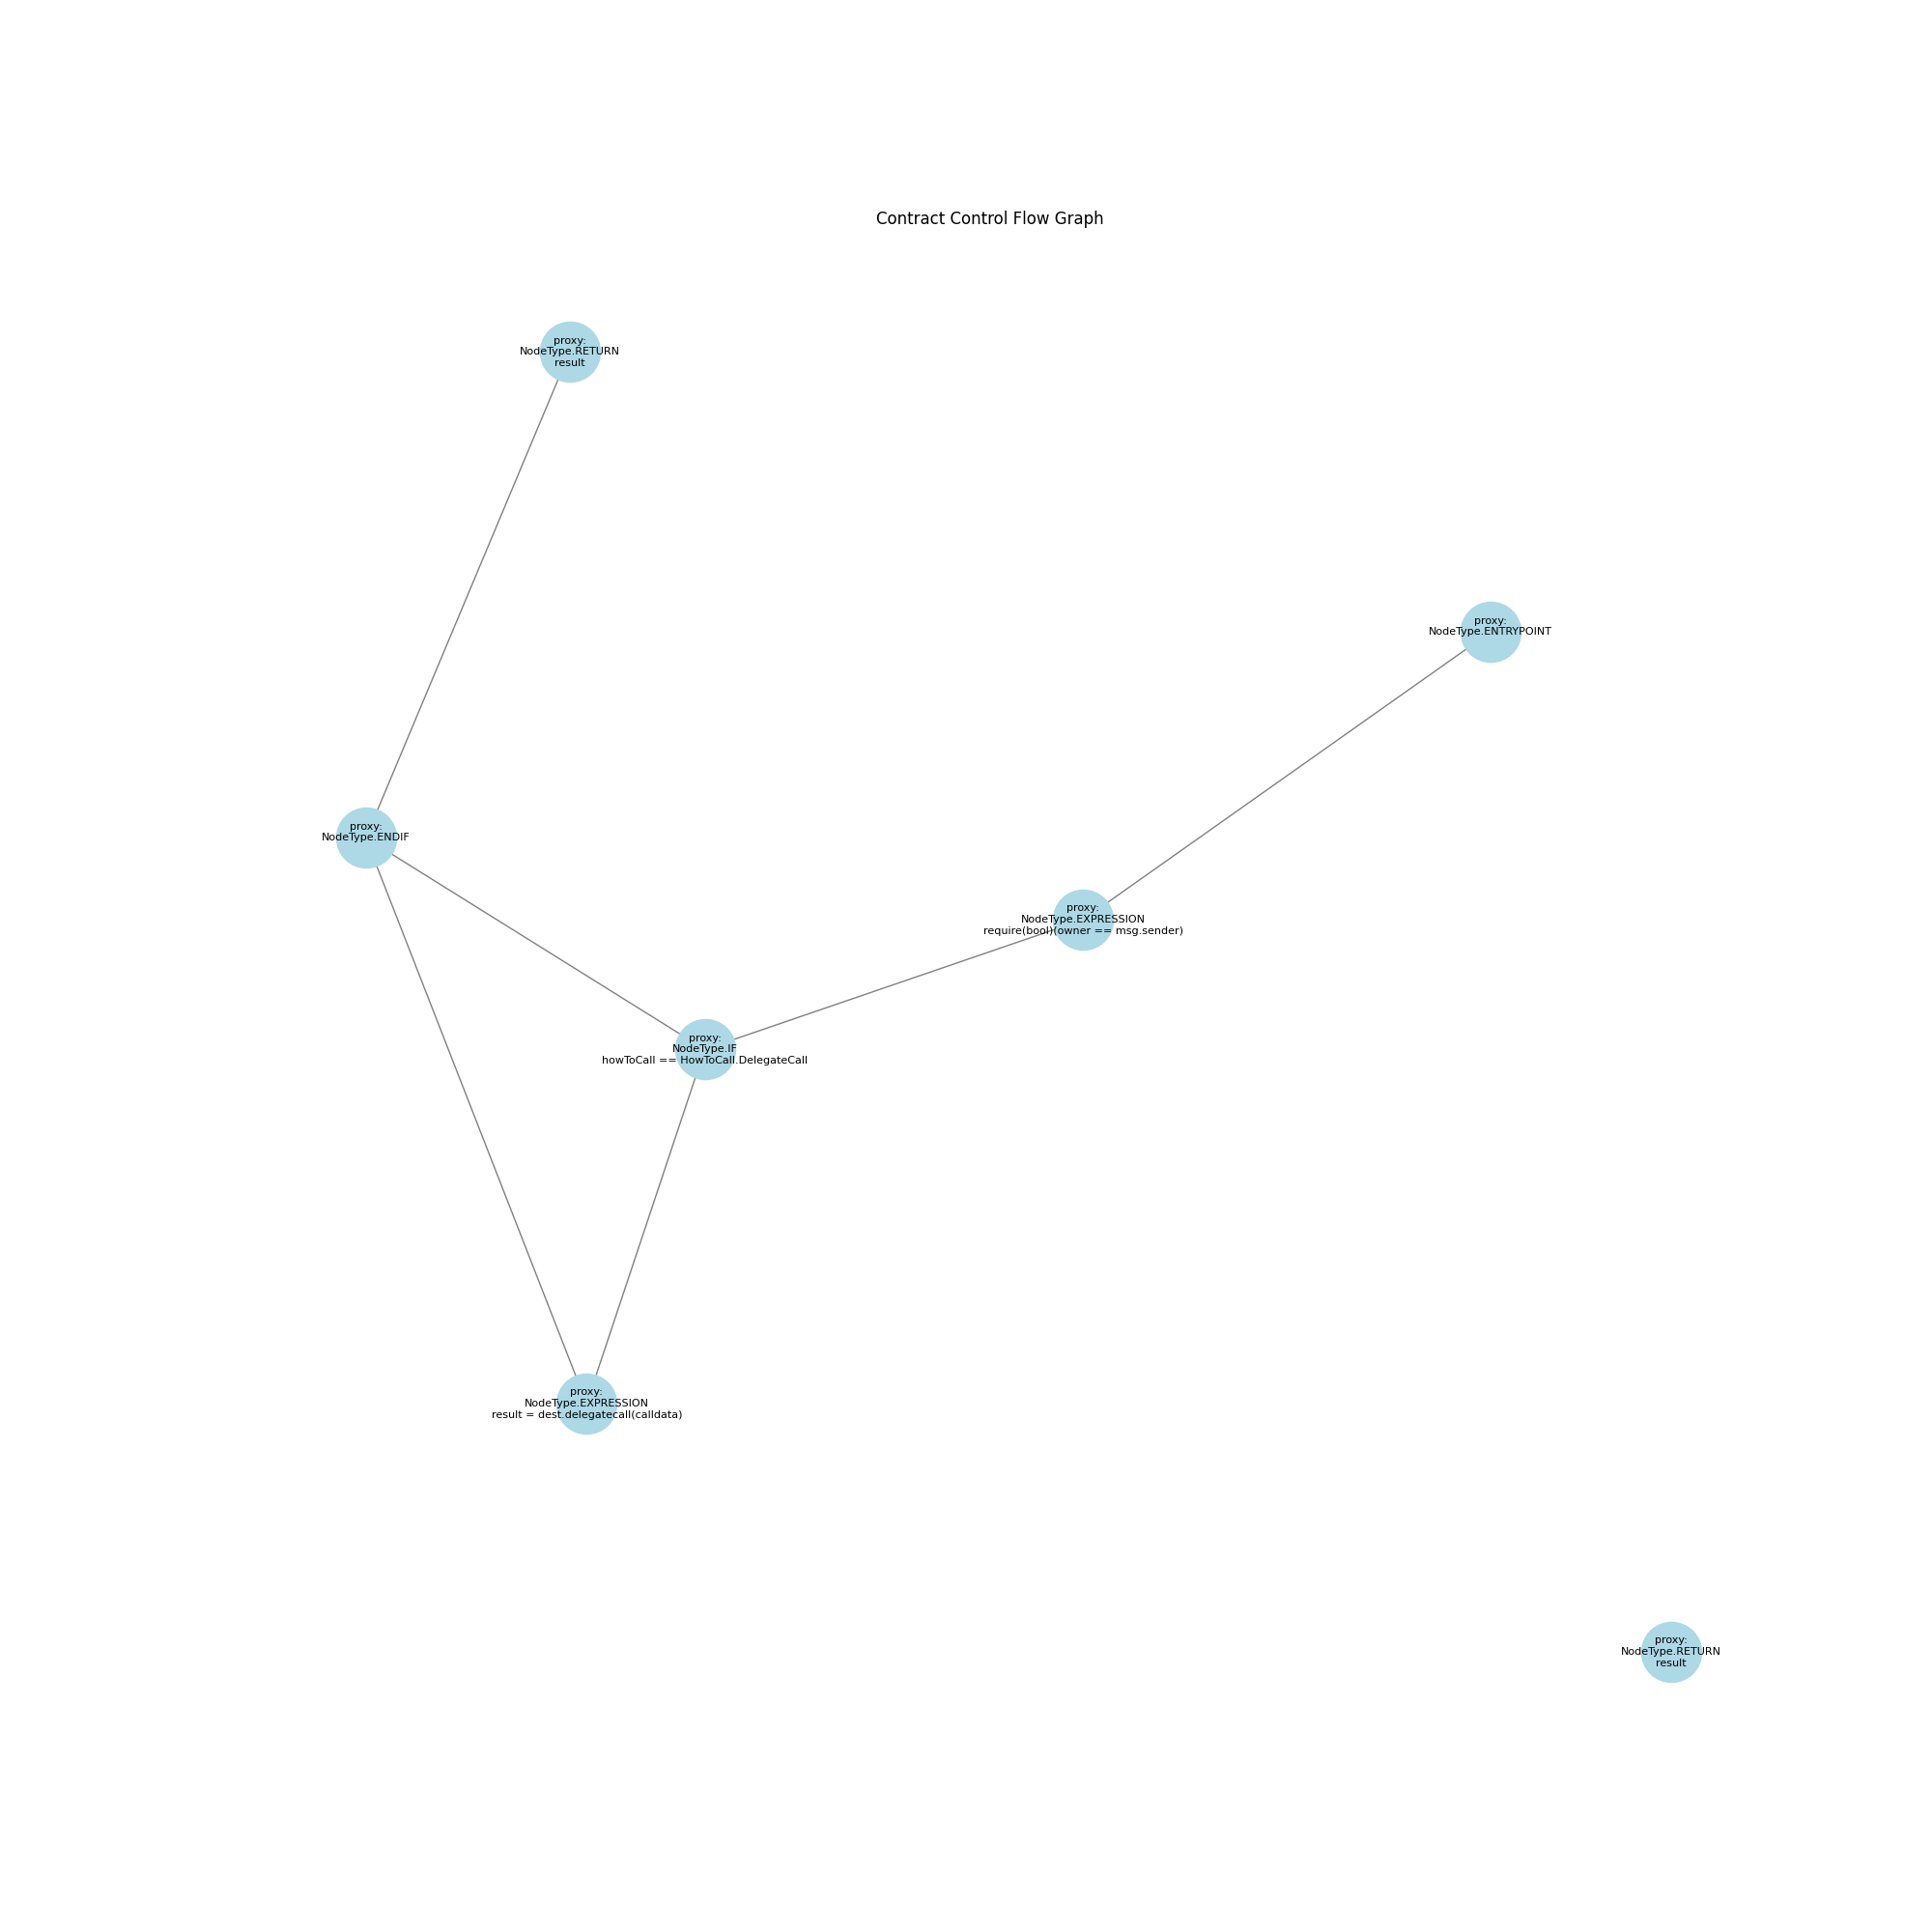 Contract Control Flow Graph
proxy:
NodeType.RETURN
result
proxy:
NodeType.ENTRYPOINT
proxy:
NodeType.ENDIF
proxy:
NodeType.EXPRESSION
require(bool)(owner == msg.sender)
proxy:
NodeType.IF
howToCall == HowToCall.DelegateCall
proxy:
NodeType.EXPRESSION
result = dest.delegatecall(calldata)
proxy:
NodeType.RETURN
result